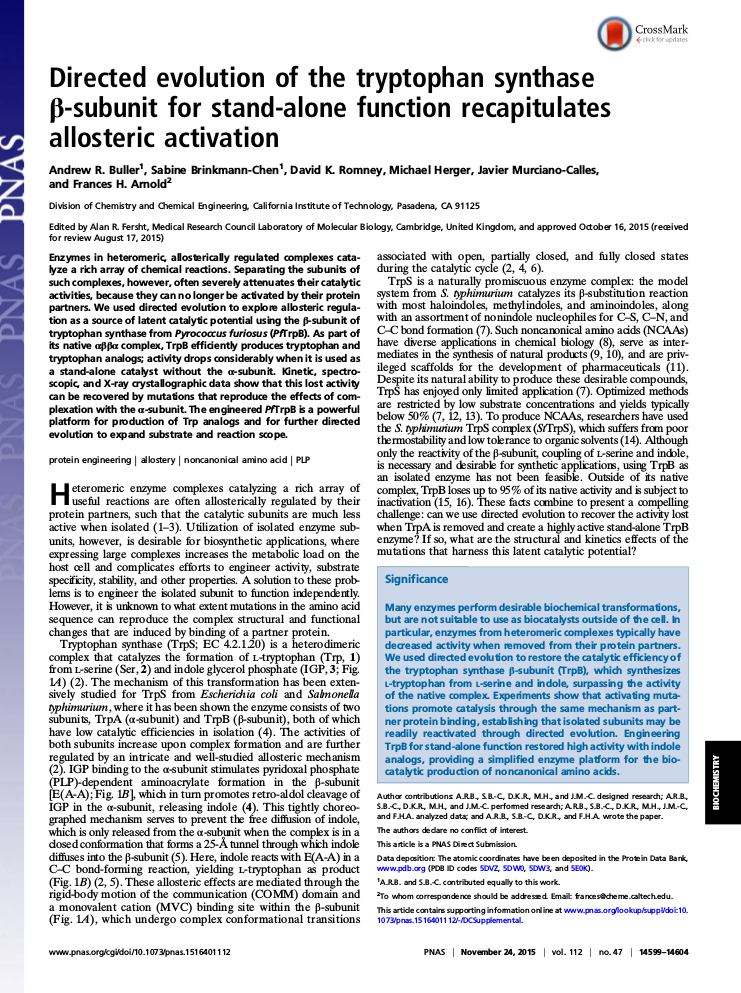 CrossMark
click for updates
Directed evolution of the tryptophan synthase
β-subunit for stand-alone function recapitulates
allosteric activation
Andrew R. Buller1, Sabine Brinkmann-Chen1, David K. Romney, Michael Herger, Javier Murciano-Calles,
and Frances H. Arnold2
Division of Chemistry and Chemical Engineering, California Institute of Technology, Pasadena, CA 91125
Edited by Alan R. Fersht, Medical Research Council Laboratory of Molecular Biology, Cambridge, United Kingdom, and approved October 16, 2015 (received
for review August 17, 2015)
Enzymes in heteromeric, allosterically regulated complexes cata-
lyze a rich array of chemical reactions. Separating the subunits of
such complexes, however, often severely attenuates their catalytic
activities, because they can no longer be activated by their protein
partners. We used directed evolution to explore allosteric regula-
tion as a source of latent catalytic potential using the β-subunit of
tryptophan synthase from Pyrococcus furiosus (PfTrpB). As part of
its native αββα complex, TrpB efficiently produces tryptophan and
tryptophan analogs; activity drops considerably when it is used as
a stand-alone catalyst without the α-subunit. Kinetic, spectro-
scopic, and X-ray crystallographic data show that this lost activity
can be recovered by mutations that reproduce the effects of com-
plexation with the α-subunit. The engineered PfTrpB is a powerful
platform for production of Trp analogs and for further directed
evolution to expand substrate and reaction scope.
protein engineering | allostery | noncanonical amino acid | PLP
Heteromeric enzyme complexes catalyzing a rich array of
useful reactions are often allosterically regulated by their
protein partners, such that the catalytic subunits are much less
active when isolated (1–3). Utilization of isolated enzyme sub-
units, however, is desirable for biosynthetic applications, where
expressing large complexes increases the metabolic load on the
host cell and complicates efforts to engineer activity, substrate
specificity, stability, and other properties. A solution to these prob-
lems is to engineer the isolated subunit to function independently.
However, it is unknown to what extent mutations in the amino acid
sequence can reproduce the complex structural and functional
changes that are induced by binding of a partner protein.
Tryptophan synthase (TrpS; EC 4.2.1.20) is a heterodimeric
complex that catalyzes the formation of L-tryptophan (Trp, 1)
from L-serine (Ser, 2) and indole glycerol phosphate (IGP, 3; Fig.
1A) (2). The mechanism of this transformation has been exten-
sively studied for TrpS from Escherichia coli and Salmonella
typhimurium, where it has been shown the enzyme consists of two
subunits, TrpA (α-subunit) and TrpB (β-subunit), both of which
have low catalytic efficiencies in isolation (4). The activities of
both subunits increase upon complex formation and are further
regulated by an intricate and well-studied allosteric mechanism
(2). IGP binding to the α-subunit stimulates pyridoxal phosphate
(PLP)-dependent aminoacrylate formation in the β-subunit
[E(A-A); Fig. 1B], which in turn promotes retro-aldol cleavage of
IGP in the α-subunit, releasing indole (4). This tightly choreo-
graphed mechanism serves to prevent the free diffusion of indole,
which is only released from the α-subunit when the complex is in a
closed conformation that forms a 25-Å tunnel through which indole
diffuses into the β-subunit (5). Here, indole reacts with E(A-A) in a
C–C bond-forming reaction, yielding L-tryptophan as product
(Fig. 1B) (2, 5). These allosteric effects are mediated through the
rigid-body motion of the communication (COMM) domain and
a monovalent cation (MVC) binding site within the β-subunit
(Fig. 1A), which undergo complex conformational transitions
associated with open, partially closed, and fully closed states
during the catalytic cycle (2, 4, 6).
TrpS is a naturally promiscuous enzyme complex: the model
system from S. typhimurium catalyzes its β-substitution reaction
with most haloindoles, methylindoles, and aminoindoles, along
with an assortment of nonindole nucleophiles for C–S, C–N, and
C–C bond formation (7). Such noncanonical amino acids (NCAAs)
have diverse applications in chemical biology (8), serve as inter-
mediates in the synthesis of natural products (9, 10), and are priv-
ileged scaffolds for the development of pharmaceuticals (11).
Despite its natural ability to produce these desirable compounds,
TrpS has enjoyed only limited application (7). Optimized methods
are restricted by low substrate concentrations and yields typically
below 50% (7, 12, 13). To produce NCAAs, researchers have used
the S. typhimurium TrpS complex (StTrpS), which suffers from poor
thermostability and low tolerance to organic solvents (14). Although
only the reactivity of the β-subunit, coupling of L-serine and indole,
is necessary and desirable for synthetic applications, using TrpB as
an isolated enzyme has not been feasible. Outside of its native
complex, TrpB loses up to 95% of its native activity and is subject to
inactivation (15, 16). These facts combine to present a compelling
challenge: can we use directed evolution to recover the activity lost
when TrpA is removed and create a highly active stand-alone TrpB
enzyme? If so, what are the structural and kinetics effects of the
mutations that harness this latent catalytic potential?
Significance
Many enzymes perform desirable biochemical transformations,
but are not suitable to use as biocatalysts outside of the cell. In
particular, enzymes from heteromeric complexes typically have
decreased activity when removed from their protein partners.
We used directed evolution to restore the catalytic efficiency of
the tryptophan synthase β-subunit (TrpB), which synthesizes
L-tryptophan from L-serine and indole, surpassing the activity
of the native complex. Experiments show that activating muta-
tions promote catalysis through the same mechanism as part-
ner protein binding, establishing that isolated subunits may be
readily reactivated through directed evolution. Engineering
TrpB for stand-alone function restored high activity with indole
analogs, providing a simplified enzyme platform for the bio-
catalytic production of noncanonical amino acids.
Author contributions: A.R.B., S.B.-C., D.K.R., M.H., and J.M.-C. designed research; A.R.B.,
S.B.-C., D.K.R., M.H., and J.M.-C. performed research; A.R.B., S.B.-C., D.K.R., M.H., J.M.-C.,
and F.H.A. analyzed data; and A.R.B., S.B.-C., D.K.R., and F.H.A. wrote the paper.
The authors declare no conflict of interest.
This article is a PNAS Direct Submission.
Data deposition: The atomic coordinates have been deposited in the Protein Data Bank,
www.pdb.org (PDB ID codes 5DVZ, 5DW0, 5DW3, and 5E0K).
1A.R.B. and S.B.-C. contributed equally to this work.
2To whom correspondence should be addressed. Email: frances@cheme.caltech.edu.
This article contains supporting information online at www.pnas.org/lookup/suppl/doi:10.
1073/pnas.1516401112/-/DCSupplemental.
BIOCHEMISTRY
www.pnas.org/cgi/doi/10.1073/pnas.1516401112
PNAS | November 24, 2015 | vol. 112 | no. 47 | 14599–14604
PNAS
PNAS
PNAS